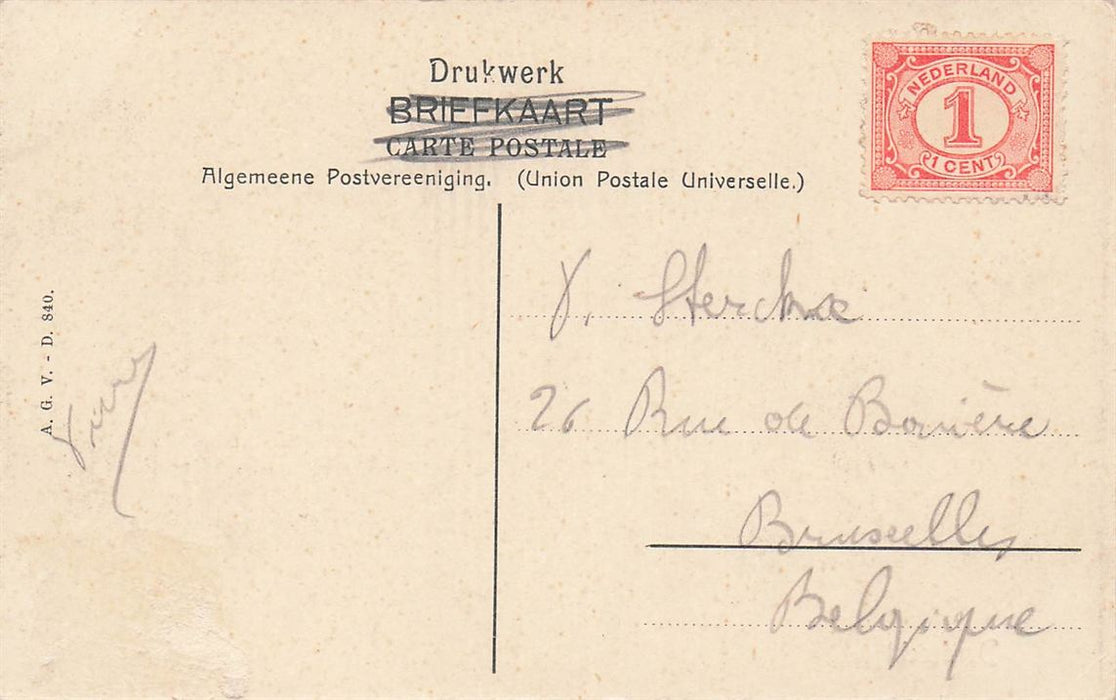 Drukwerk
BRIEFKAART
CARTE POSTALE
Algemeene Postvereeniging. (Union Postale Universelle.)
NEDERLAND
1
1 CENT
A. G. V. - D. 840.
Sterckx
26 Rue de
Bruxelles
Belgique